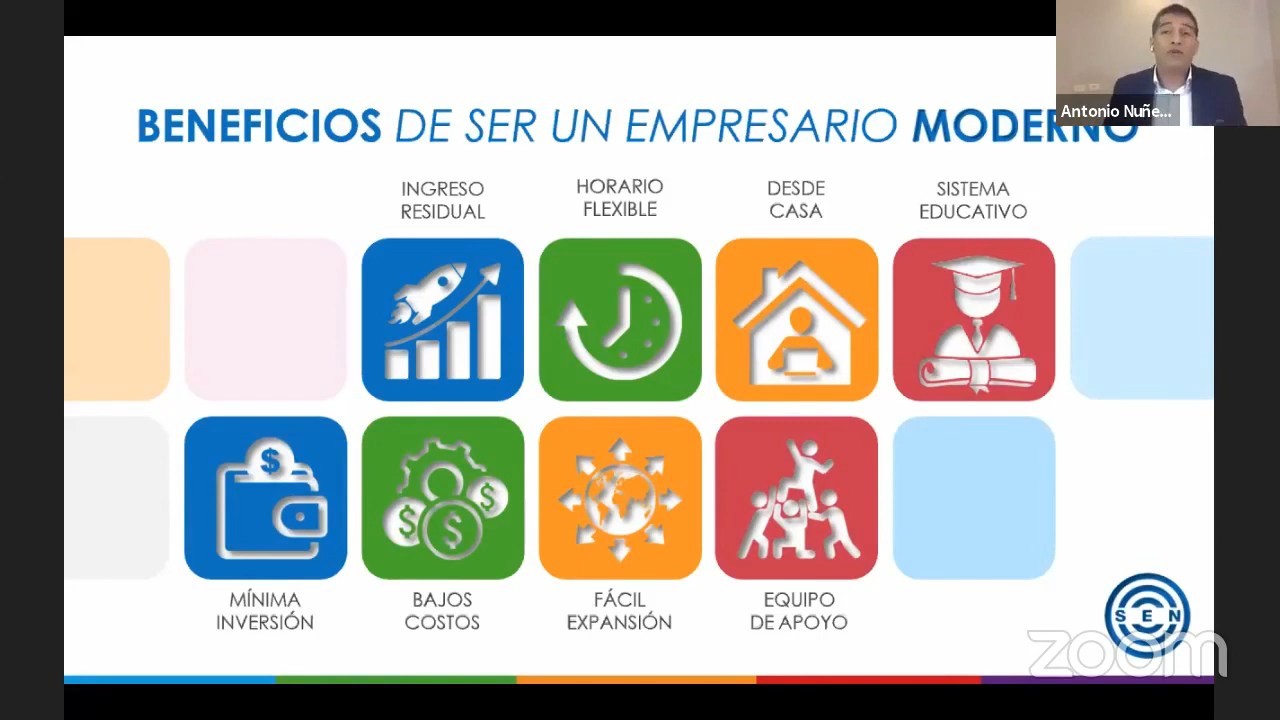 Antonio Nuñe...
BENEFICIOS DE SER UN EMPRESARIO MODERNO
INGRESO
RESIDUAL
HORARIO
FLEXIBLE
DESDE
CASA
SISTEMA
EDUCATIVO
$
$
$
$
MÍNIMA
INVERSIÓN
BAJOS
COSTOS
FÁCIL
EXPANSIÓN
EQUIPO
DE APOYO
SEN
zoom